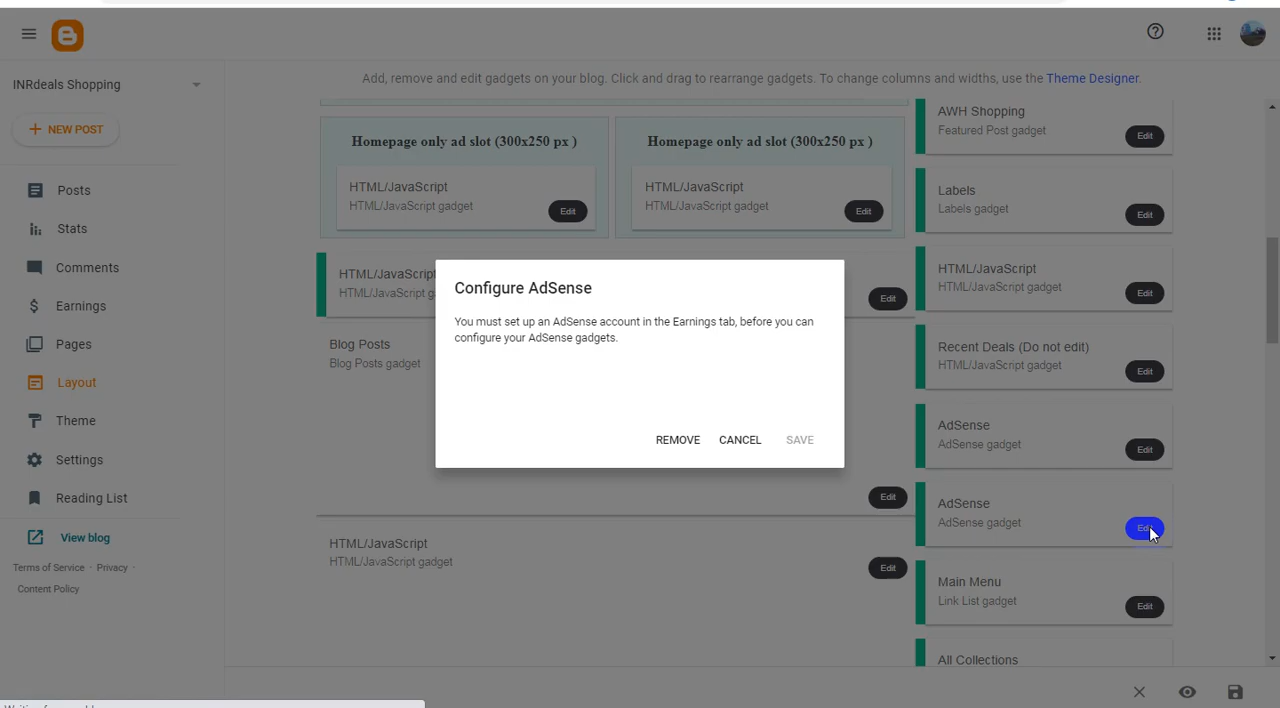 INRdeals Shopping
NEW POST
Posts
Stats
Comments
Earnings
Pages
Layout
Theme
Settings
Reading List
View blog
Terms of Service · Privacy ·
Content Policy
Add, remove and edit gadgets on your blog. Click and drag to rearrange gadgets. To change columns and widths, use the Theme Designer.
Homepage only ad slot (300x250 px )
HTML/JavaScript
HTML/JavaScript gadget
Edit
Homepage only ad slot (300x250 px )
HTML/JavaScript
HTML/JavaScript gadget
Edit
HTML/JavaScript
HTML/JavaScript g
Edit
Blog Posts
Blog Posts gadget
Edit
HTML/JavaScript
HTML/JavaScript gadget
Edit
Configure AdSense
You must set up an AdSense account in the Earnings tab, before you can
configure your AdSense gadgets.
REMOVE CANCEL SAVE
AWH Shopping
Featured Post gadget
Edit
Labels
Labels gadget
Edit
HTML/JavaScript
HTML/JavaScript gadget
Edit
Recent Deals (Do not edit)
HTML/JavaScript gadget
Edit
AdSense
AdSense gadget
Edit
AdSense
AdSense gadget
Edit
Main Menu
Link List gadget
Edit
All Collections